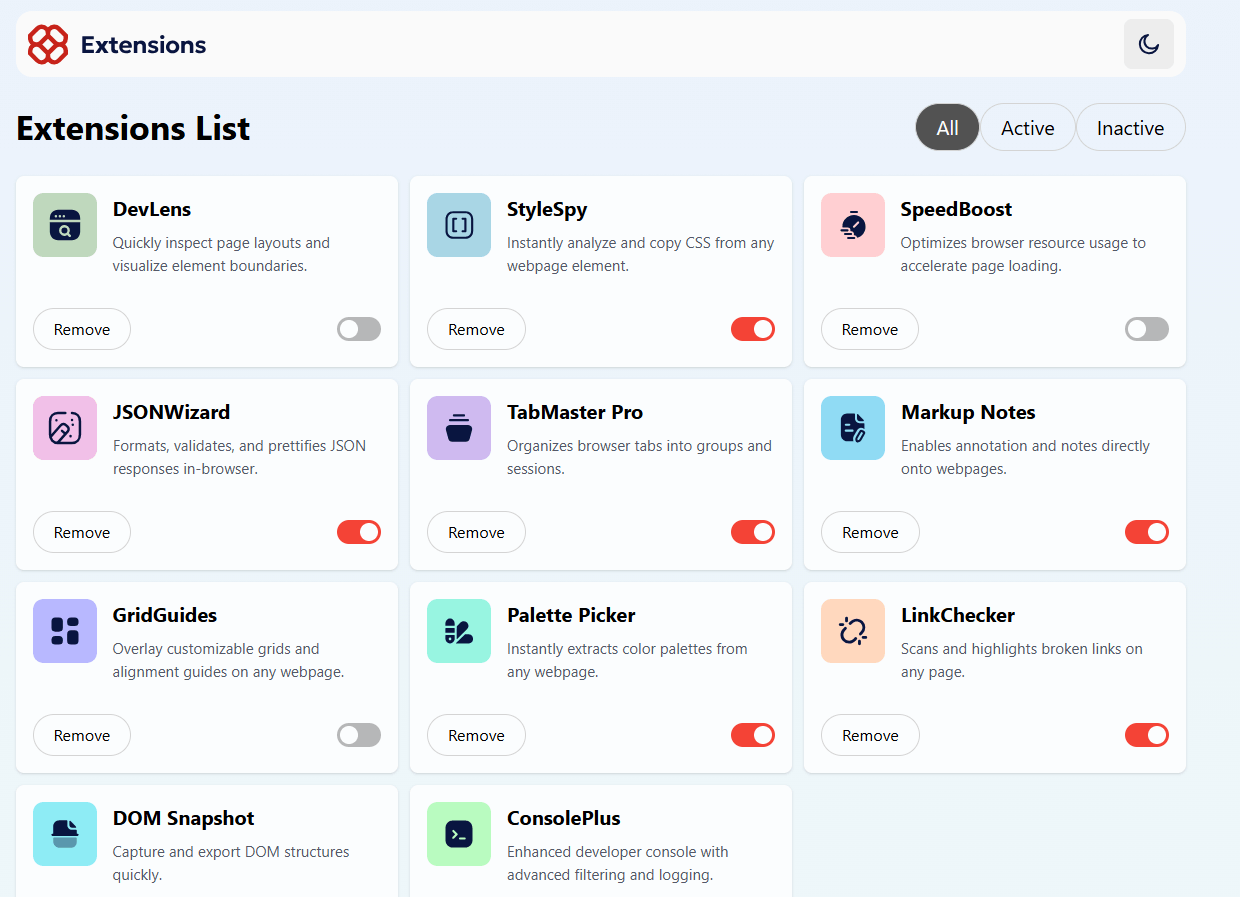 Extensions
Extensions List
All
Active
Inactive
DevLens
Quickly inspect page layouts and
visualize element boundaries.
Remove
StyleSpy
Instantly analyze and copy CSS from any
webpage element.
Remove
SpeedBoost
Optimizes browser resource usage to
accelerate page loading.
Remove
JSONWizard
Formats, validates, and prettifies JSON
responses in-browser.
Remove
TabMaster Pro
Organizes browser tabs into groups and
sessions.
Remove
Markup Notes
Enables annotation and notes directly
onto webpages.
Remove
GridGuides
Overlay customizable grids and
alignment guides on any webpage.
Remove
Palette Picker
Instantly extracts color palettes from
any webpage.
Remove
LinkChecker
Scans and highlights broken links on
any page.
Remove
DOM Snapshot
Capture and export DOM structures
quickly.
ConsolePlus
Enhanced developer console with
advanced filtering and logging.